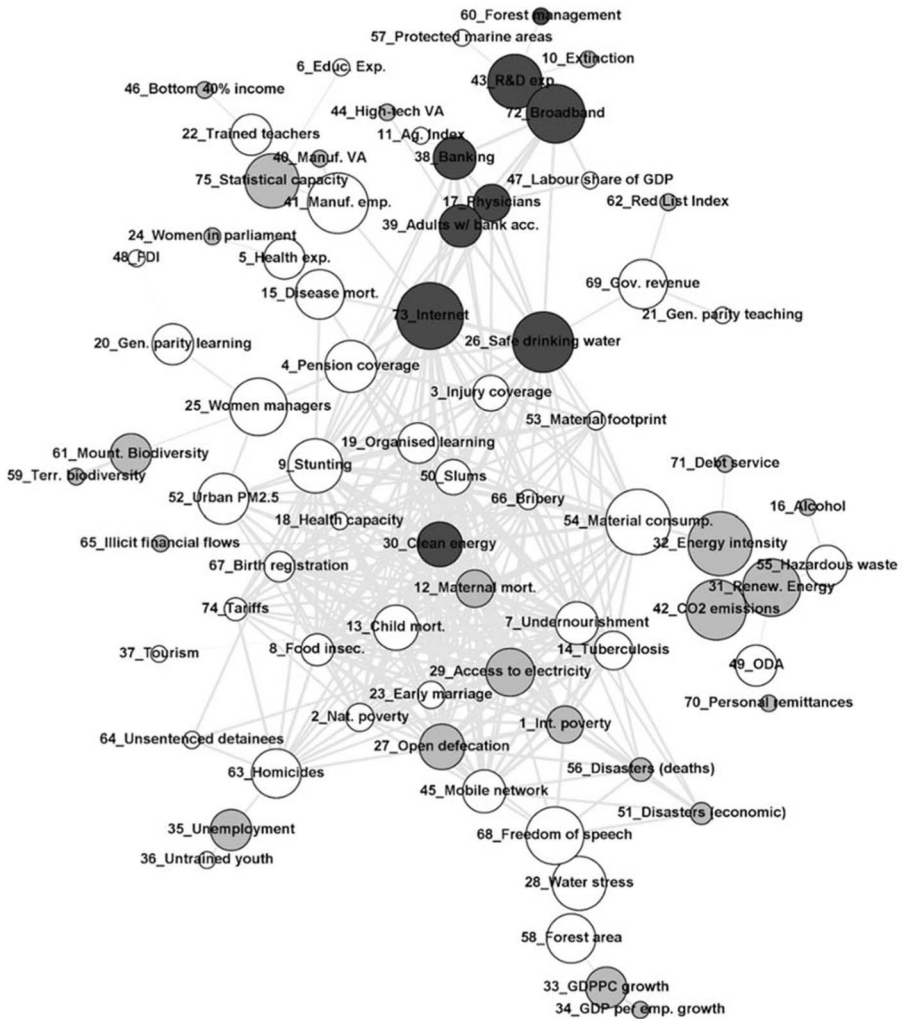 60_Forest management
57_Protected marine areas
10_Extinction
6_Educ. Exp.
43_R&D exp.
46_Bottom 40% income
44_High-tech VA
72_Broadband
22_Trained teachers
11_Ag. Index
40_Manuf. VA
38_Banking
75_Statistical capacity
47_Labour share of GDP
41_Manuf. emp.
17_Physicians
62_Red List Index
39_Adults w/ bank acc.
24_Women in parliament
48_FDI
5_Health exp.
69_Gov. revenue
15_Disease mort.
73_Internet
21_Gen. parity teaching
20_Gen. parity learning
26_Safe drinking water
4_Pension coverage
3_Injury coverage
25_Women managers
53_Material footprint
19_Organised learning
61_Mount. Biodiversity
9_Stunting
71_Debt service
59_Terr. biodiversity
50_Slums
52_Urban PM2.5
66_Bribery
16_Alcohol
18_Health capacity
54_Material consump.
65_Illicit financial flows
30_Clean energy
32_Energy intensity
67_Birth registration
55_Hazardous waste
12_Maternal mort.
31_Renew. Energy
74_Tariffs
42_CO2 emissions
13_Child mort.
7_Undernourishment
37_Tourism
8_Food insec.
14_Tuberculosis
49_ODA
29_Access to electricity
23_Early marriage
70_Personal remittances
2_Nat. poverty
1_Int. poverty
64_Unsentenced detainees
27_Open defecation
63_Homicides
56_Disasters (deaths)
45_Mobile network
51_Disasters (economic)
35_Unemployment
68_Freedom of speech
36_Untrained youth
28_Water stress
58_Forest area
33_GDPPC growth
34_GDP per emp. growth